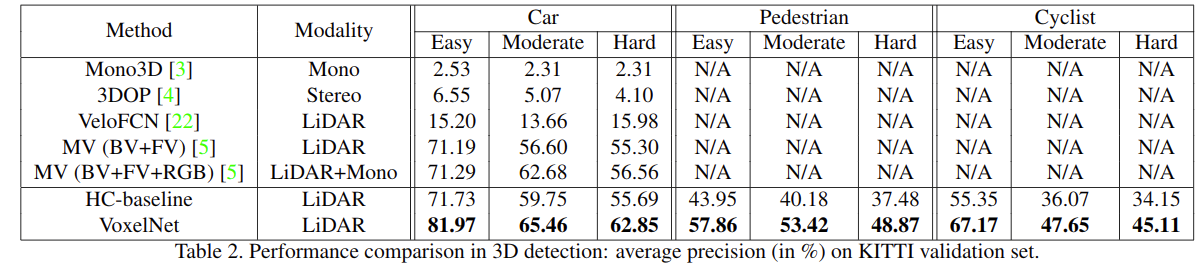 Method Modality Car Pedestrian Cyclist
Easy Moderate Hard Easy Moderate Hard Easy Moderate Hard
Mono3D [3] Mono 2.53 2.31 2.31 N/A N/A N/A N/A N/A N/A
3DOP [4] Stereo 6.55 5.07 4.10 N/A N/A N/A N/A N/A N/A
VeloFCN [22] LiDAR 15.20 13.66 15.98 N/A N/A N/A N/A N/A N/A
MV (BV+FV) [5] LiDAR 71.19 56.60 55.30 N/A N/A N/A N/A N/A N/A
MV (BV+FV+RGB) [5] LiDAR+Mono 71.29 62.68 56.56 N/A N/A N/A N/A N/A N/A
HC-baseline LiDAR 71.73 59.75 55.69 43.95 40.18 37.48 55.35 36.07 34.15
VoxelNet LiDAR 81.97 65.46 62.85 57.86 53.42 48.87 67.17 47.65 45.11
Table 2. Performance comparison in 3D detection: average precision (in %) on KITTI validation set.